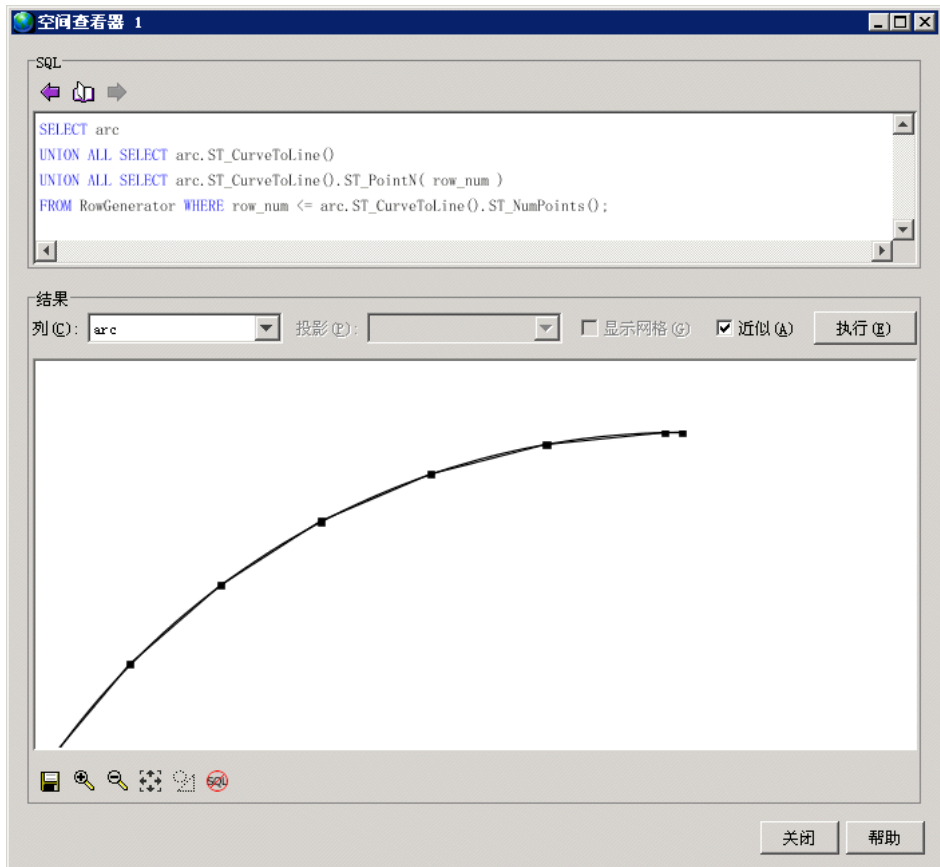 空间查看器 1
SQL
SELECT arc
UNION ALL SELECT arc.ST_CurveToLine()
UNION ALL SELECT arc.ST_CurveToLine().ST_PointN( row_num )
FROM RowGenerator WHERE row_num <= arc.ST_CurveToLine().ST_NumPoints();
结果
列(C): arc 投影(P): 显示网格(G) 近似(A) 执行(E)
SQL
关闭 帮助